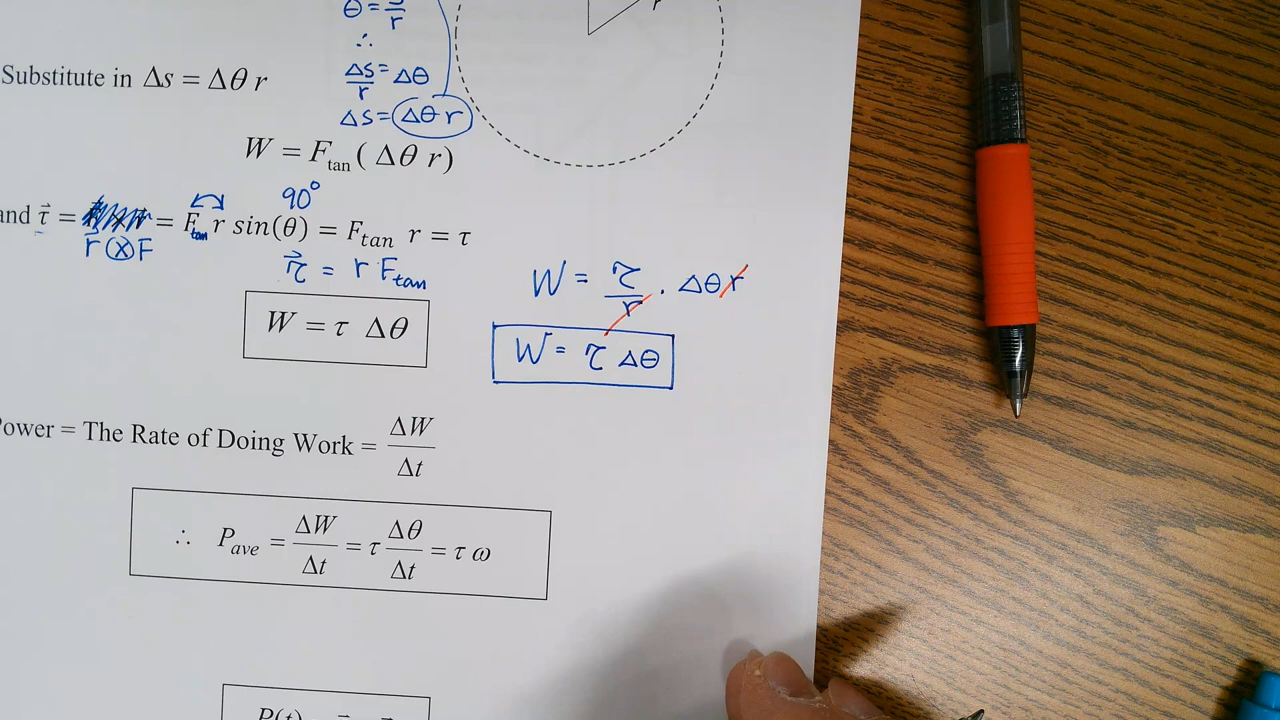 θ = s/r
r
∴
Substitute in Δs = Δθ r
Δs/r = Δθ
Δs = Δθ r
W = F_tan ( Δθ r)
90°
and τ⃗ = = F_tan r sin(θ) = F_tan r = τ
r⃗ ⓧ F
τ⃗ = r F_tan
W = τ/r · Δθ r
W = τ Δθ
W = τ Δθ
Power = The Rate of Doing Work = ΔW/Δt
∴ P_ave = ΔW/Δt = τ Δθ/Δt = τ ω
P(t)